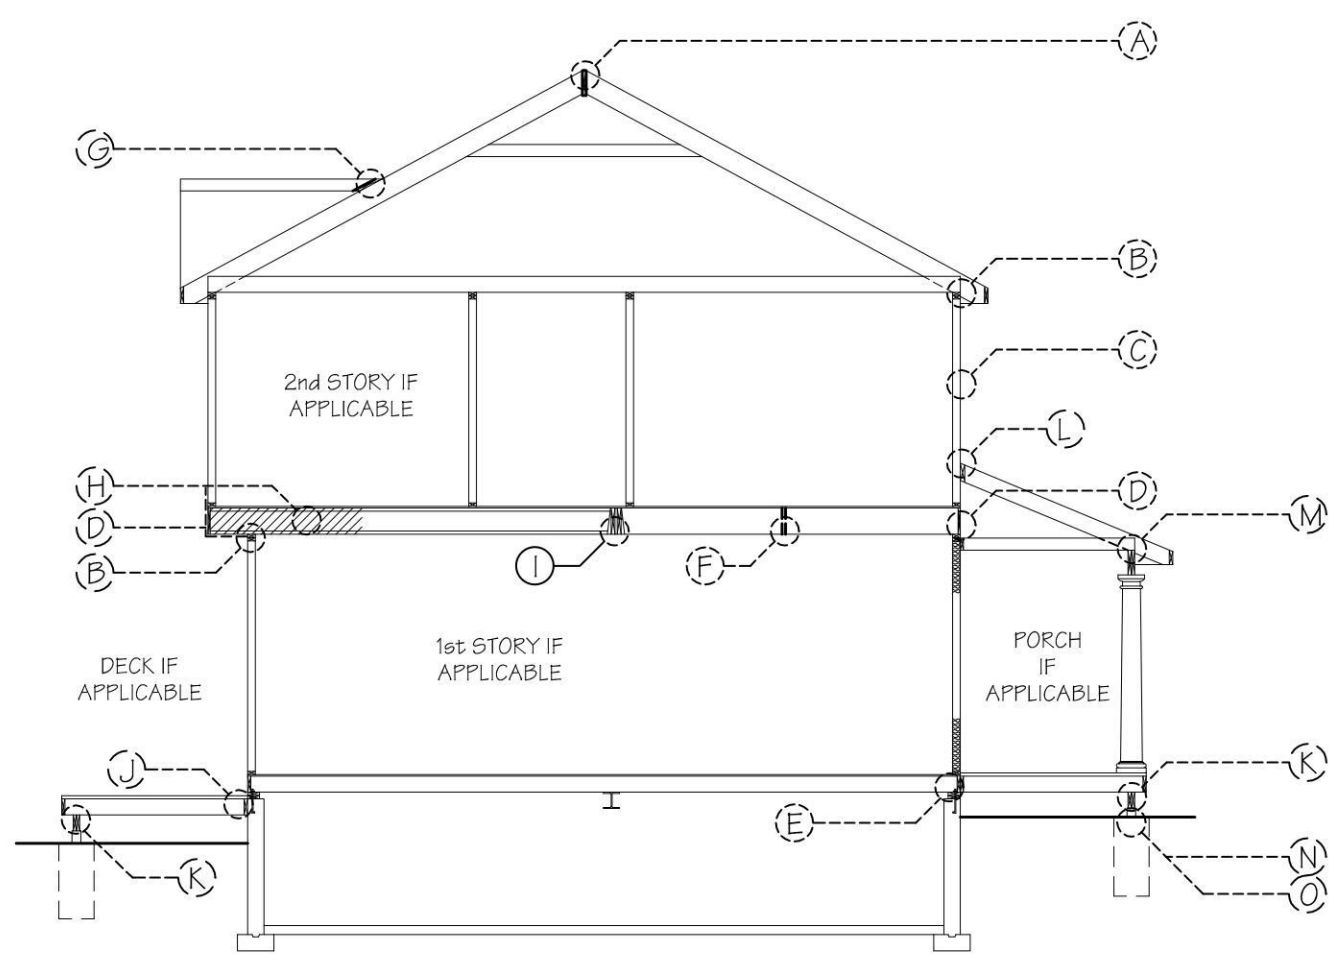 A
G
B
C
2nd STORY IF
APPLICABLE
L
H
D
D
M
B
I
F
1st STORY IF
APPLICABLE
PORCH
IF
APPLICABLE
DECK IF
APPLICABLE
J
K
E
K
N
O